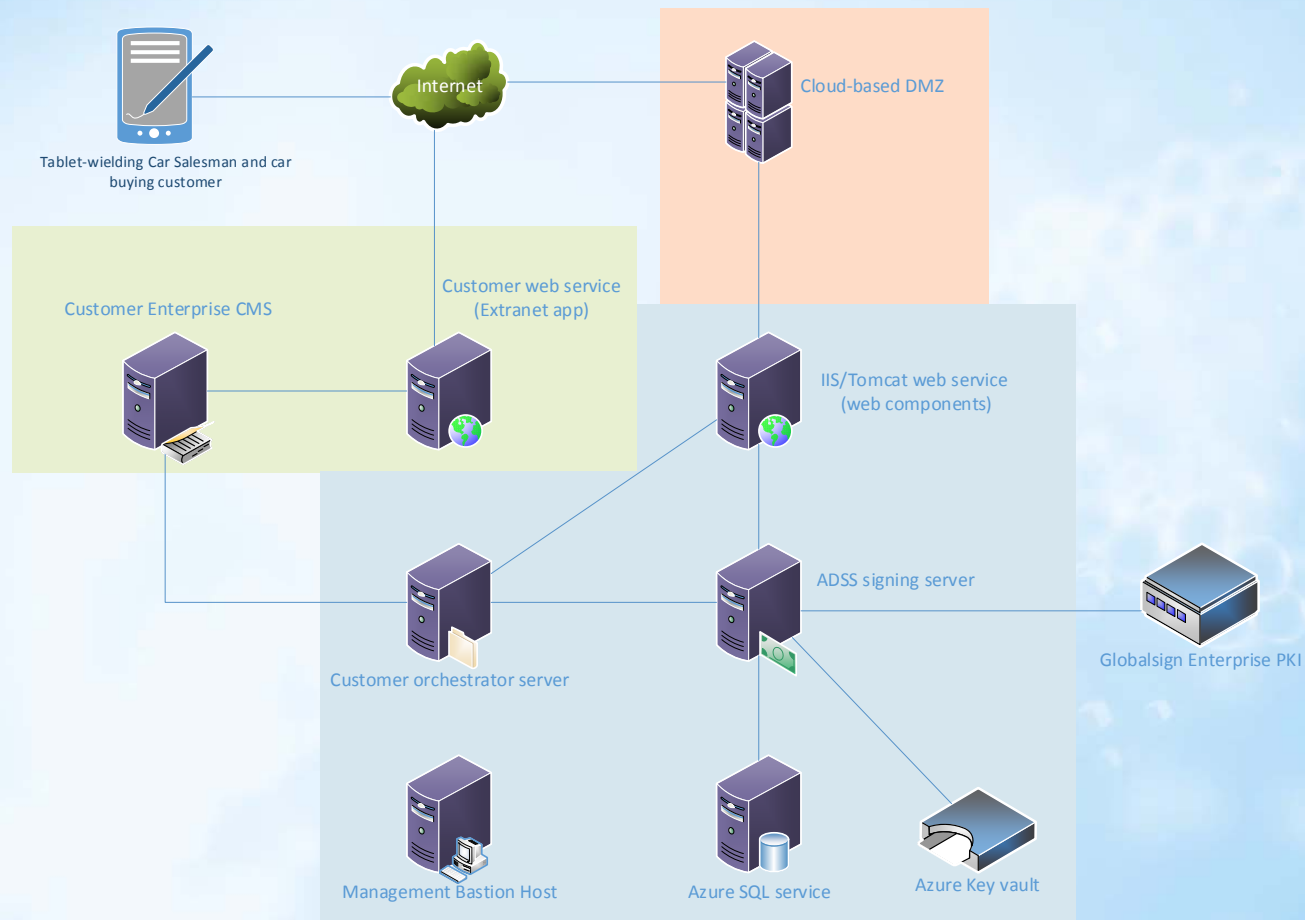 Internet
Cloud-based DMZ
Tablet-wielding Car Salesman and car
buying customer
Customer web service
(Extranet app)
Customer Enterprise CMS
IIS/Tomcat web service
(web components)
ADSS signing server
Globalsign Enterprise PKI
Customer orchestrator server
Management Bastion Host
Azure SQL service
Azure Key vault